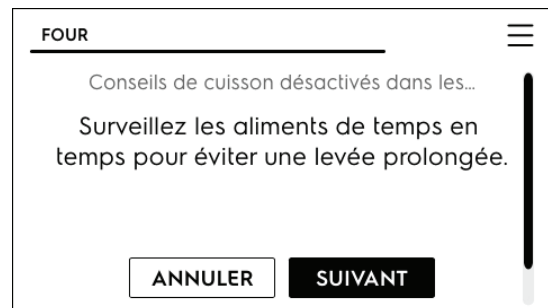 FOUR
Conseils de cuisson désactivés dans les...
Surveillez les aliments de temps en
temps pour éviter une levée prolongée.
ANNULER SUIVANT